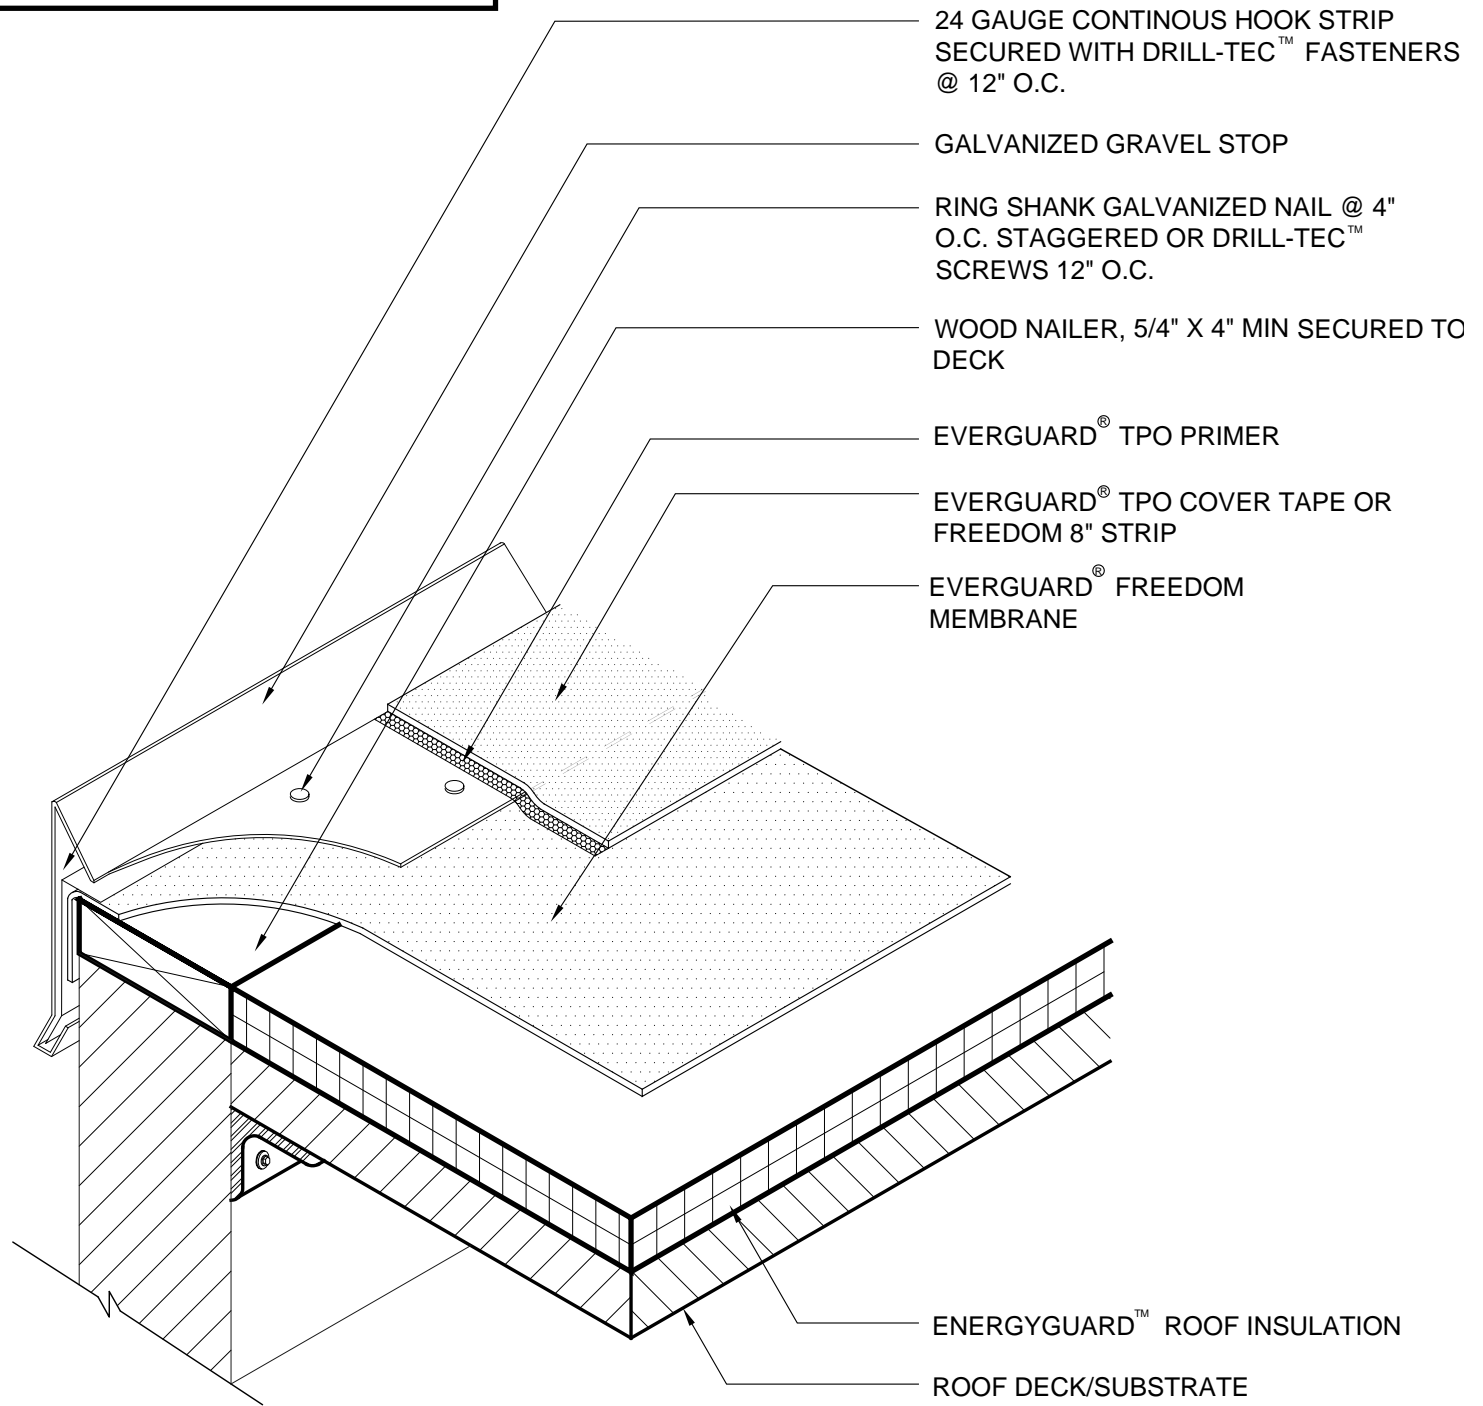 24 GAUGE CONTINOUS HOOK STRIP
SECURED WITH DRILL-TEC™ FASTENERS
@ 12" O.C.
GALVANIZED GRAVEL STOP
RING SHANK GALVANIZED NAIL @ 4"
O.C. STAGGERED OR DRILL-TEC™
SCREWS 12" O.C.
WOOD NAILER, 5/4" X 4" MIN SECURED TO
DECK
EVERGUARD® TPO PRIMER
EVERGUARD® TPO COVER TAPE OR
FREEDOM 8" STRIP
EVERGUARD® FREEDOM
MEMBRANE
ENERGYGUARD™ ROOF INSULATION
ROOF DECK/SUBSTRATE